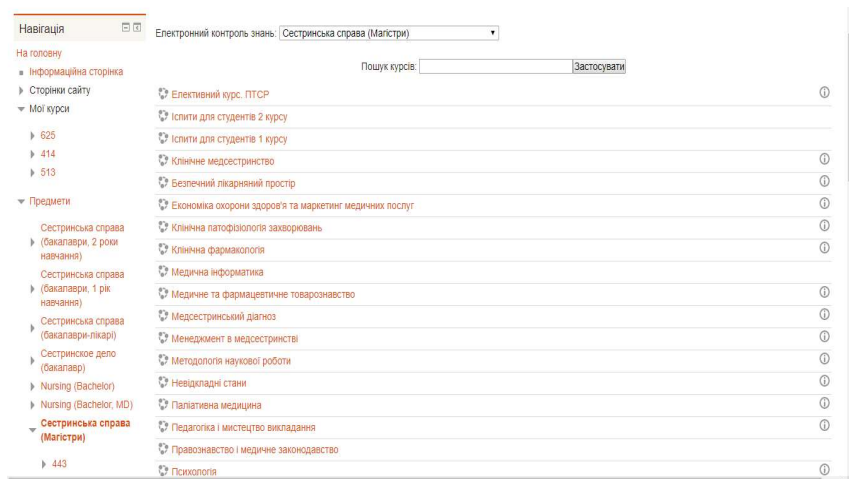 Навігація
На головну
Інформаційна сторінка
Сторінки сайту
Мої курси
625
414
513
Предмети
Сестринська справа
(бакалаври, 2 роки
навчання)
Сестринська справа
(бакалаври, 1 рік
навчання)
Сестринська справа
(бакалаври-лікарі)
Сестринское дело
(бакалавр)
Nursing (Bachelor)
Nursing (Bachelor, MD)
Сестринська справа
(Магістри)
443
Електронний контроль знань: Сестринська справа (Магістри)
Пошук курсів: Застосувати
Елективний курс. ПТСР
Іспити для студентів 2 курсу
Іспити для студентів 1 курсу
Клінічне медсестринство
Безпечний лікарняний простір
Економіка охорони здоров'я та маркетинг медичних послуг
Клінічна патофізіологія захворювань
Клінічна фармакологія
Медична інформатика
Медичне та фармацевтичне товарознавство
Медсестринський діагноз
Менеджмент в медсестринстві
Методологія наукової роботи
Невідкладні стани
Паліативна медицина
Педагогіка і мистецтво викладання
Правознавство і медичне законодавство
Психологія